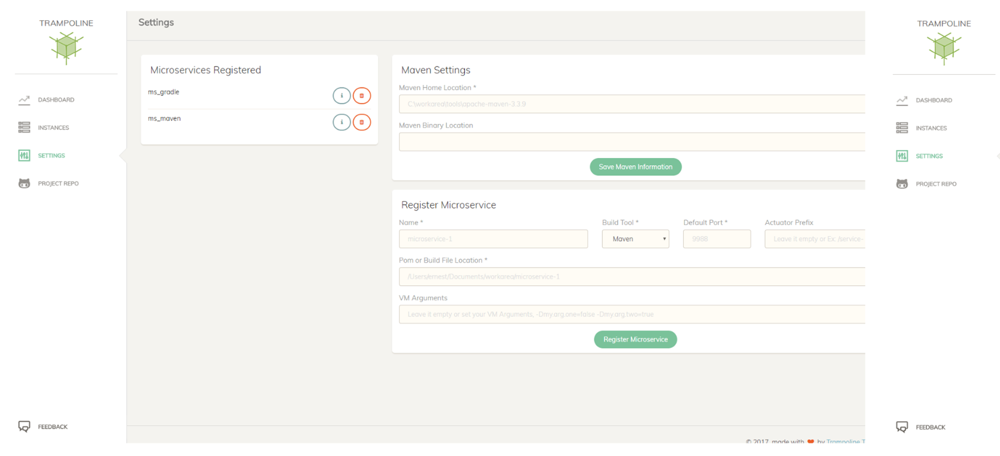 TRAMPOLINE
DASHBOARD
INSTANCES
SETTINGS
PROJECT REPO
FEEDBACK
Settings
Microservices Registered
ms_gradle
ms_maven
Maven Settings
Maven Home Location *
C:\workarea\tools\apache-maven-3.3.9
Maven Binary Location
Save Maven Information
Register Microservice
Name * Build Tool * Default Port * Actuator Prefix
microservice-1 Maven 9988 Leave it empty or Ex: /service-
Pom or Build File Location *
/Users/ernest/Documents/workarea/microservice-1
VM Arguments
Leave it empty or set your VM Arguments, -Dmy.arg.one=false -Dmy.arg.two=true
Register Microservice
© 2017, made with by Trampoline T
TRAMPOLINE
DASHBOARD
INSTANCES
SETTINGS
PROJECT REPO
FEEDBACK